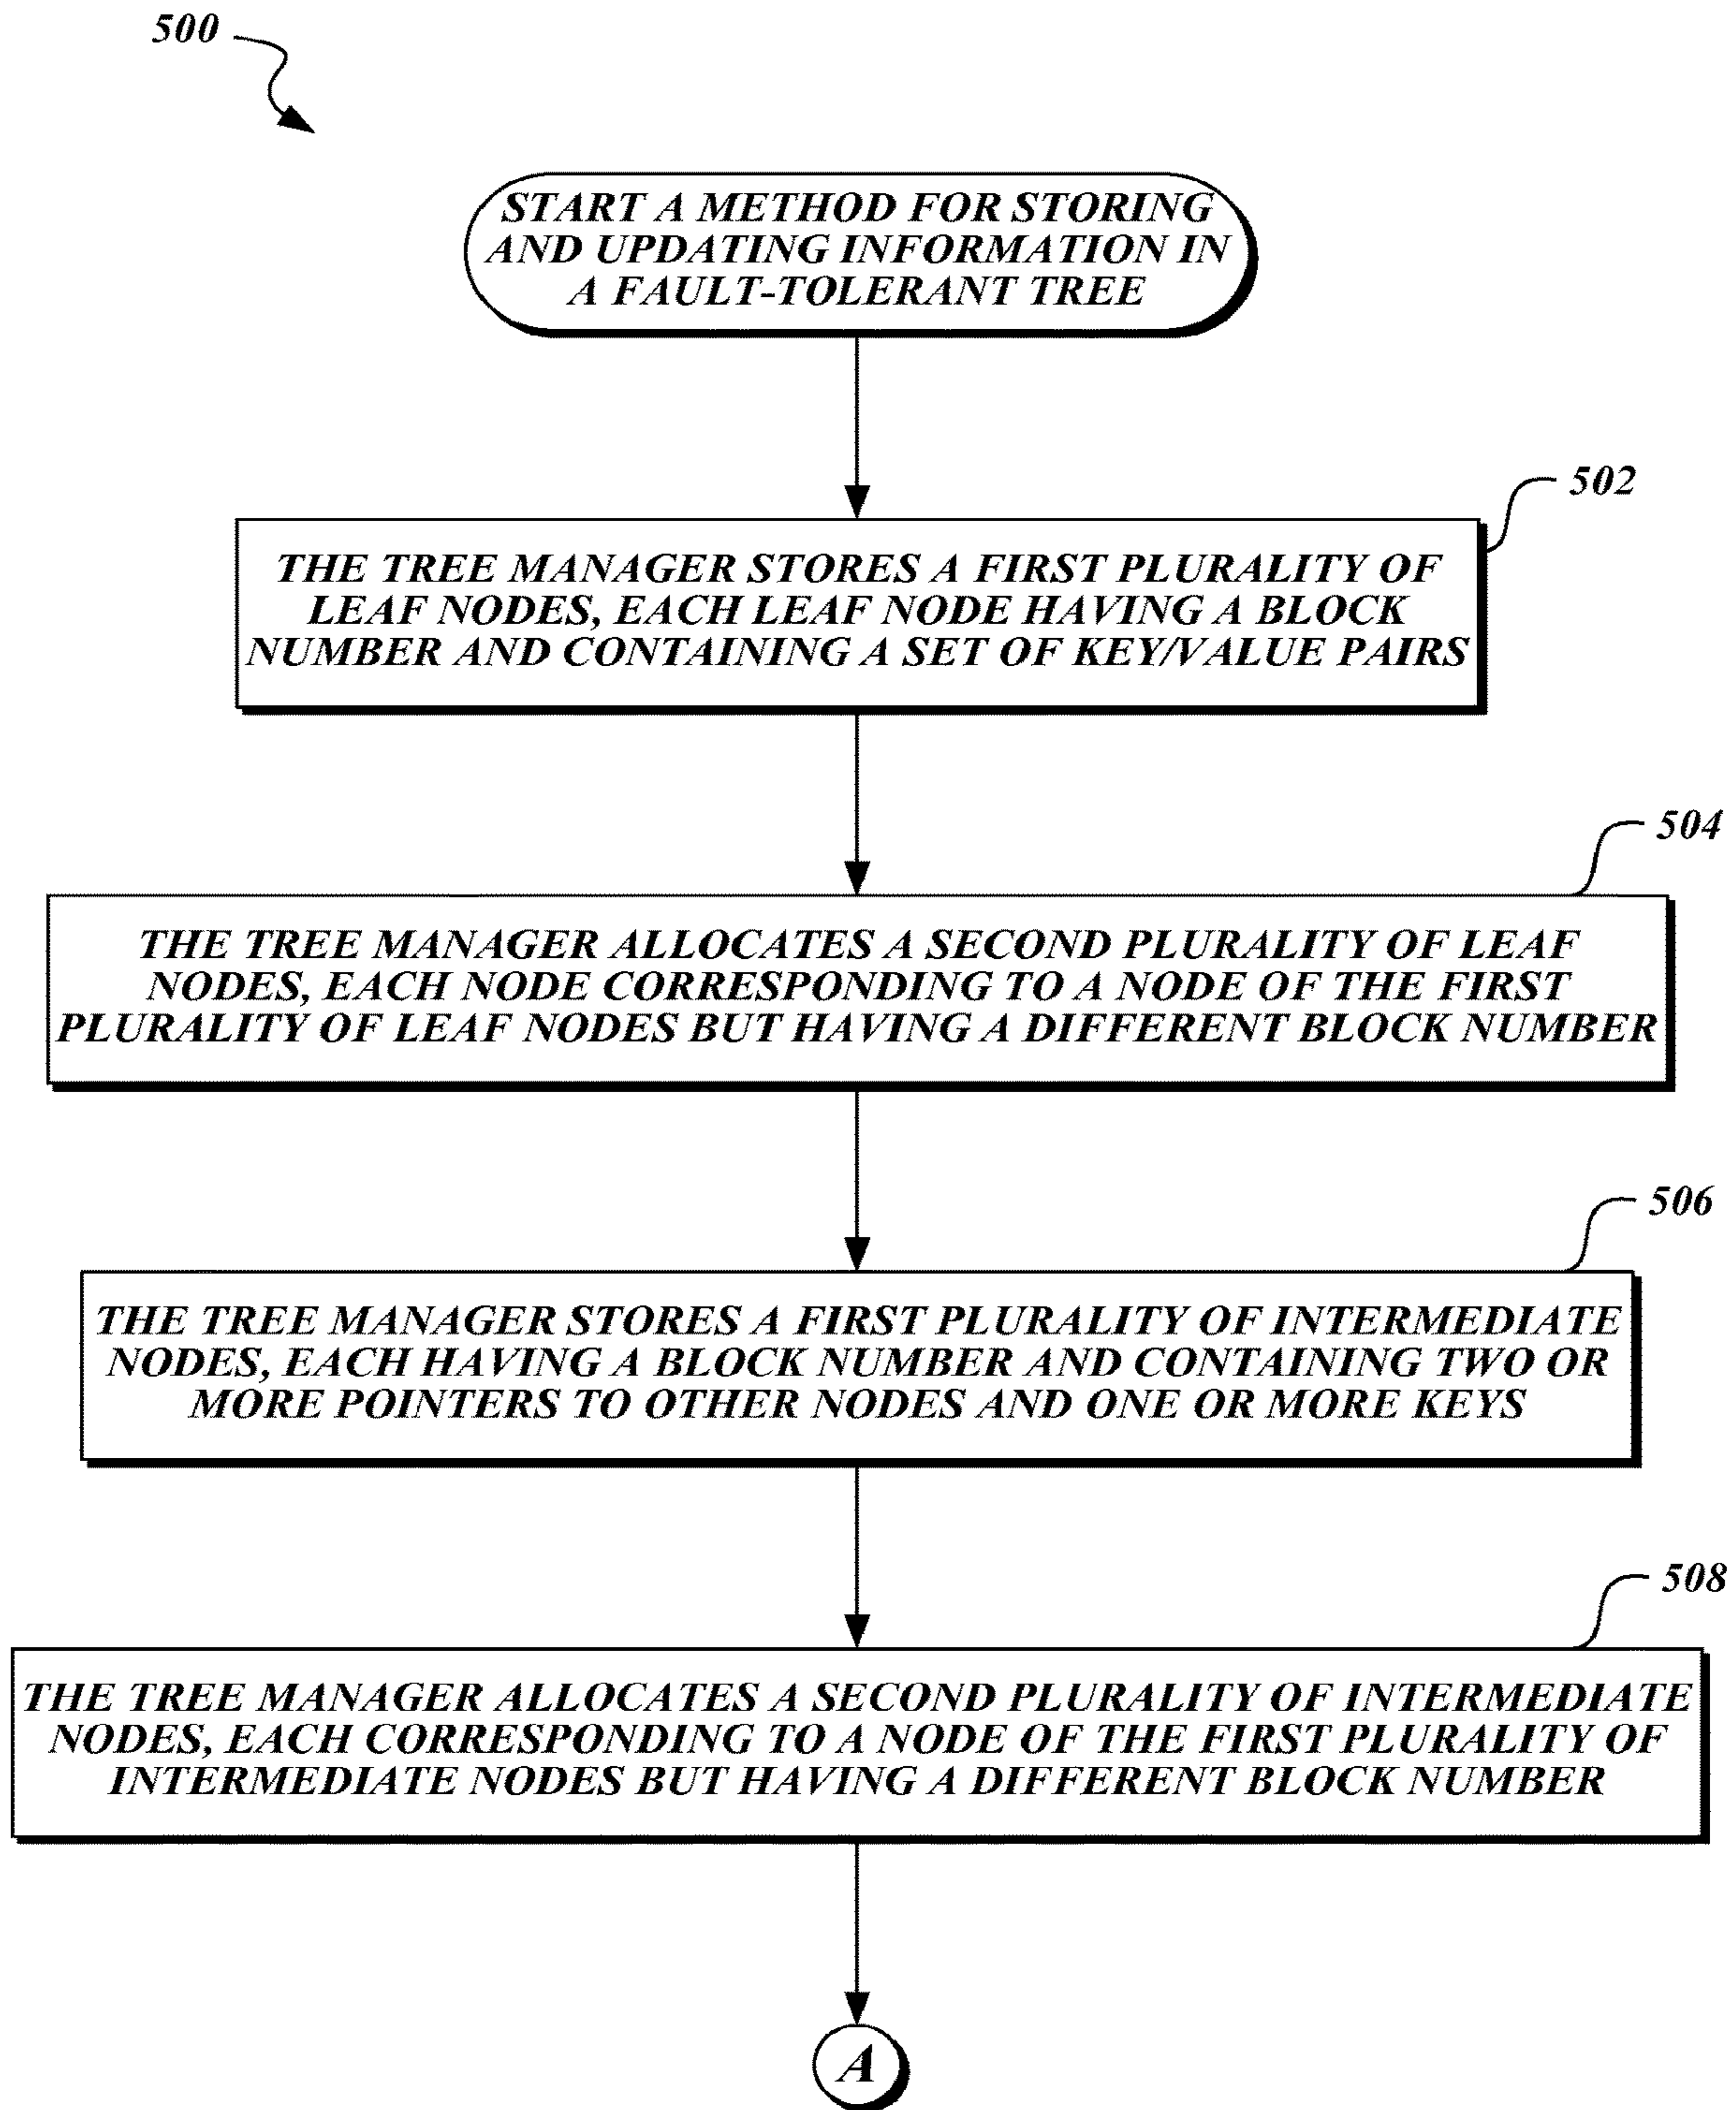 500
START A METHOD FOR STORING
AND UPDATING INFORMATION IN
A FAULT-TOLERANT TREE
502
THE TREE MANAGER STORES A FIRST PLURALITY OF
LEAF NODES, EACH LEAF NODE HAVING A BLOCK
NUMBER AND CONTAINING A SET OF KEY/VALUE PAIRS
504
THE TREE MANAGER ALLOCATES A SECOND PLURALITY OF LEAF
NODES, EACH NODE CORRESPONDING TO A NODE OF THE FIRST
PLURALITY OF LEAF NODES BUT HAVING A DIFFERENT BLOCK NUMBER
506
THE TREE MANAGER STORES A FIRST PLURALITY OF INTERMEDIATE
NODES, EACH HAVING A BLOCK NUMBER AND CONTAINING TWO OR
MORE POINTERS TO OTHER NODES AND ONE OR MORE KEYS
508
THE TREE MANAGER ALLOCATES A SECOND PLURALITY OF INTERMEDIATE
NODES, EACH CORRESPONDING TO A NODE OF THE FIRST PLURALITY OF
INTERMEDIATE NODES BUT HAVING A DIFFERENT BLOCK NUMBER
A